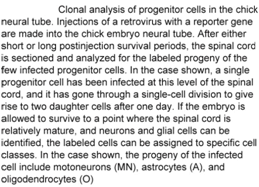 Clonal analysis of progenitor cells in the chick
neural tube. Injections of a retrovirus with a reporter gene
are made into the chick embryo neural tube. After either
short or long postinjection survival periods, the spinal cord
is sectioned and analyzed for the labeled progeny of the
few infected progenitor cells. In the case shown, a single
progenitor cell has been infected at this level of the spinal
cord, and it has gone through a single-cell division to give
rise to two daughter cells after one day. If the embryo is
allowed to survive to a point where the spinal cord is
relatively mature, and neurons and glial cells can be
identified, the labeled cells can be assigned to specific cell
classes. In the case shown, the progeny of the infected
cell include motoneurons (MN), astrocytes (A), and
oligodendrocytes (O)